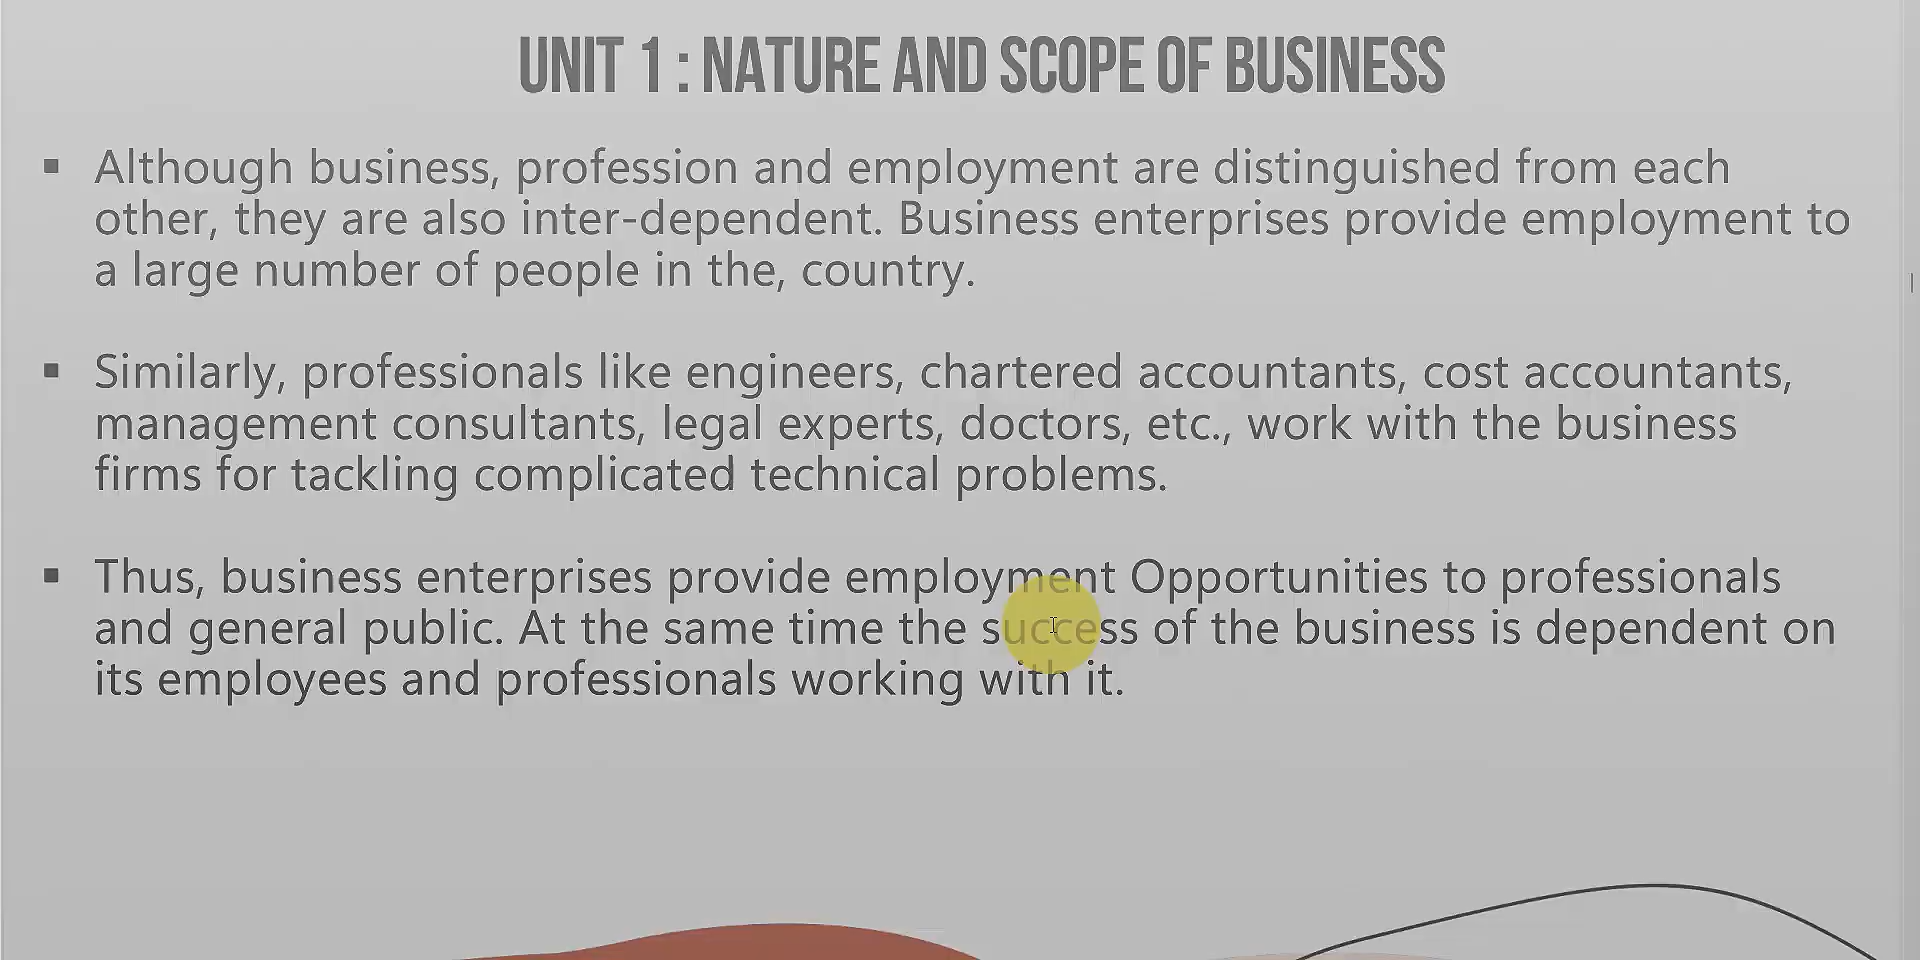 UNIT 1 : NATURE AND SCOPE OF BUSINESS
▪ Although business, profession and employment are distinguished from each
other, they are also inter-dependent. Business enterprises provide employment to
a large number of people in the, country.
▪ Similarly, professionals like engineers, chartered accountants, cost accountants,
management consultants, legal experts, doctors, etc., work with the business
firms for tackling complicated technical problems.
▪ Thus, business enterprises provide employment Opportunities to professionals
and general public. At the same time the success of the business is dependent on
its employees and professionals working with it.